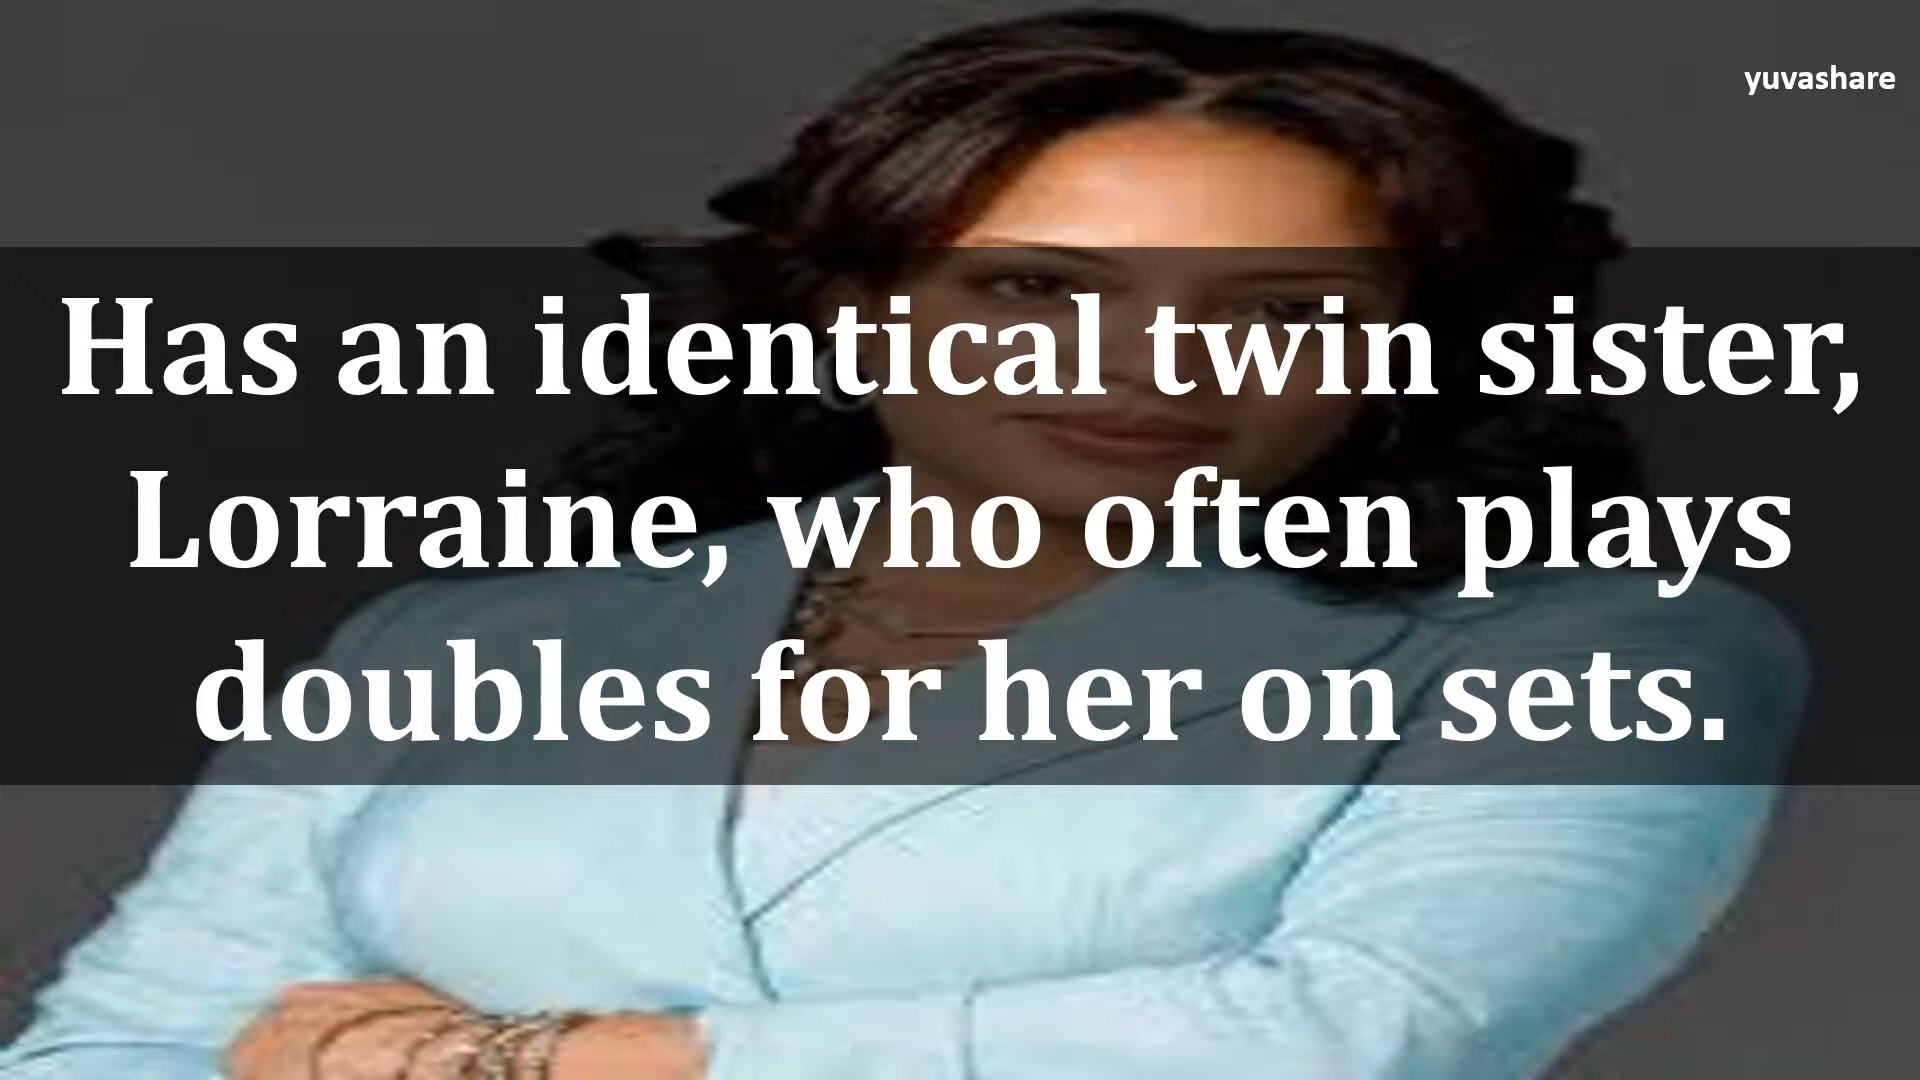 yuvashare
Has an identical twin sister,
Lorraine, who often plays
doubles for her on sets.